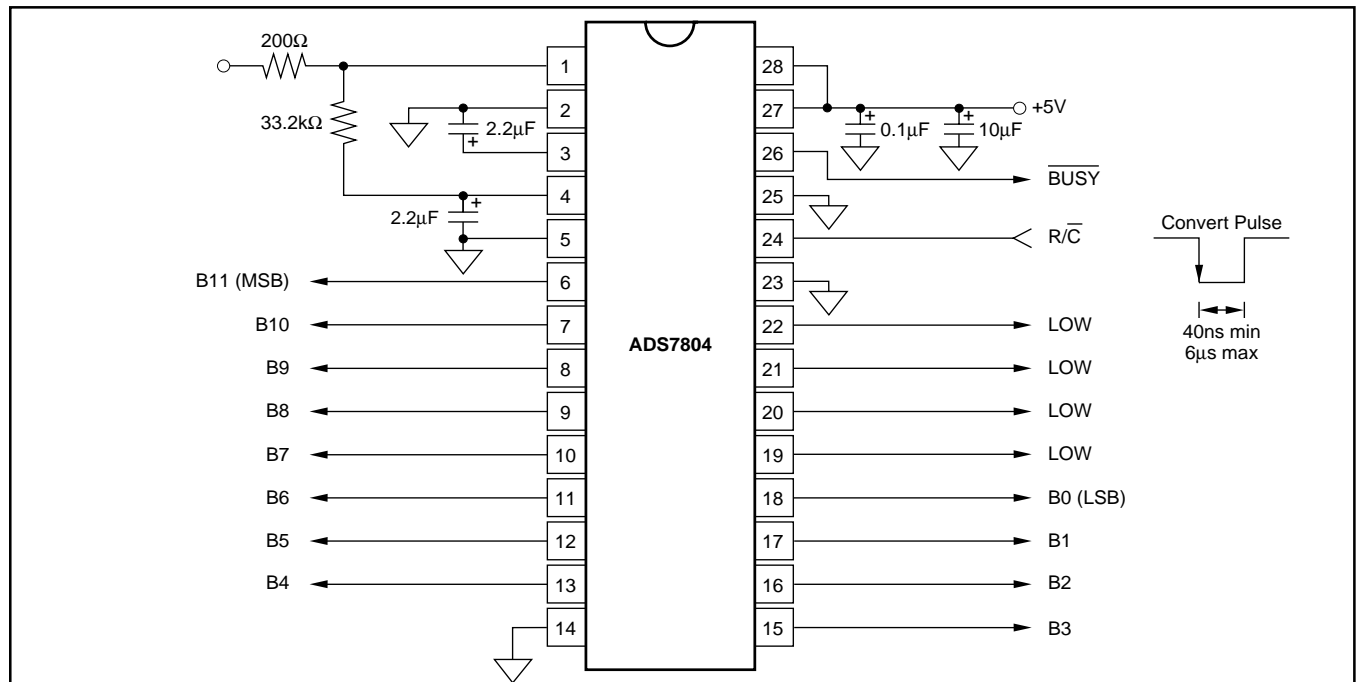 200Ω
33.2kΩ
2.2µF
+
2.2µF
+
1
2
3
4
5
6
7
8
9
10
11
12
13
14
B11 (MSB)
B10
B9
B8
B7
B6
B5
B4
ADS7804
28
27
26
25
24
23
22
21
20
19
18
17
16
15
+5V
+
0.1µF
+
10µF
BUSY
R/C
LOW
LOW
LOW
LOW
B0 (LSB)
B1
B2
B3
Convert Pulse
40ns min
6µs max